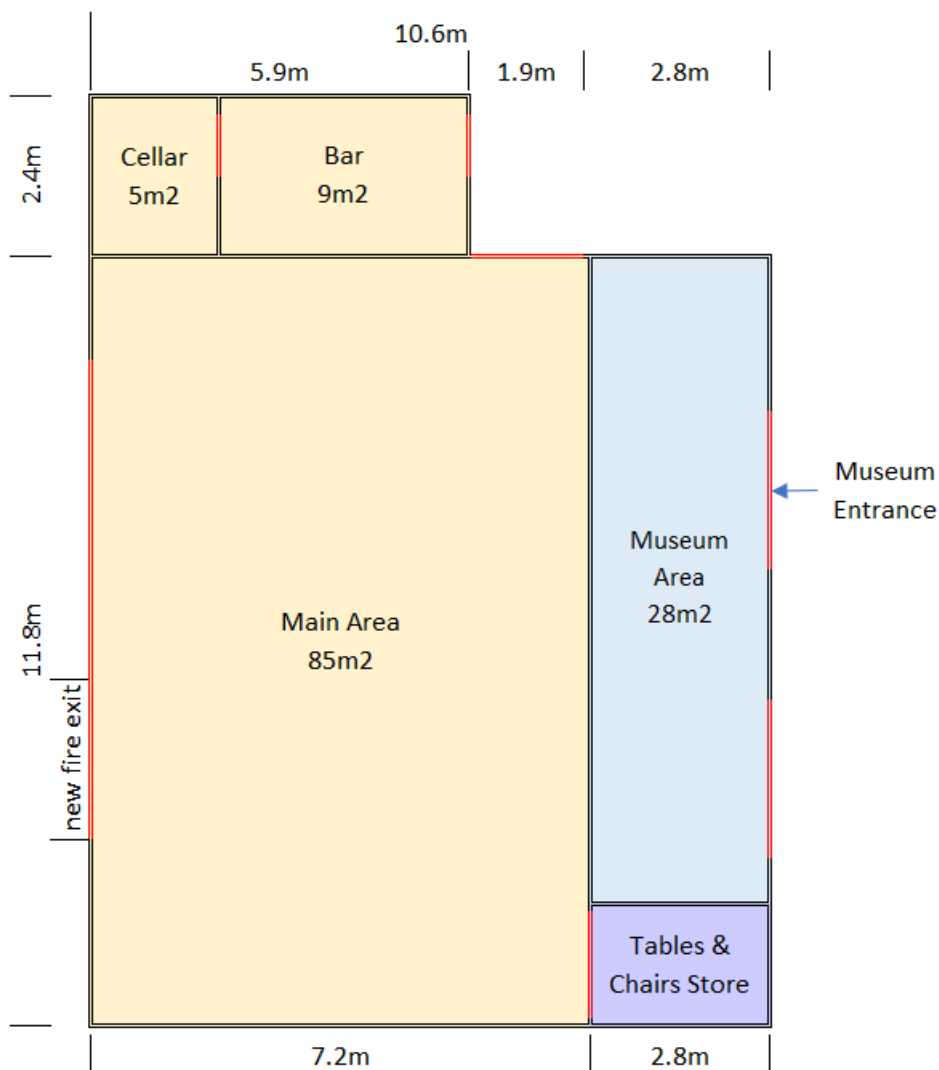 10.6m
5.9m
1.9m
2.8m
2.4m
Cellar
5m2
Bar
9m2
Museum
Entrance
Museum
Area
28m2
11.8m
Main Area
85m2
new fire exit
Tables &
Chairs Store
7.2m
2.8m